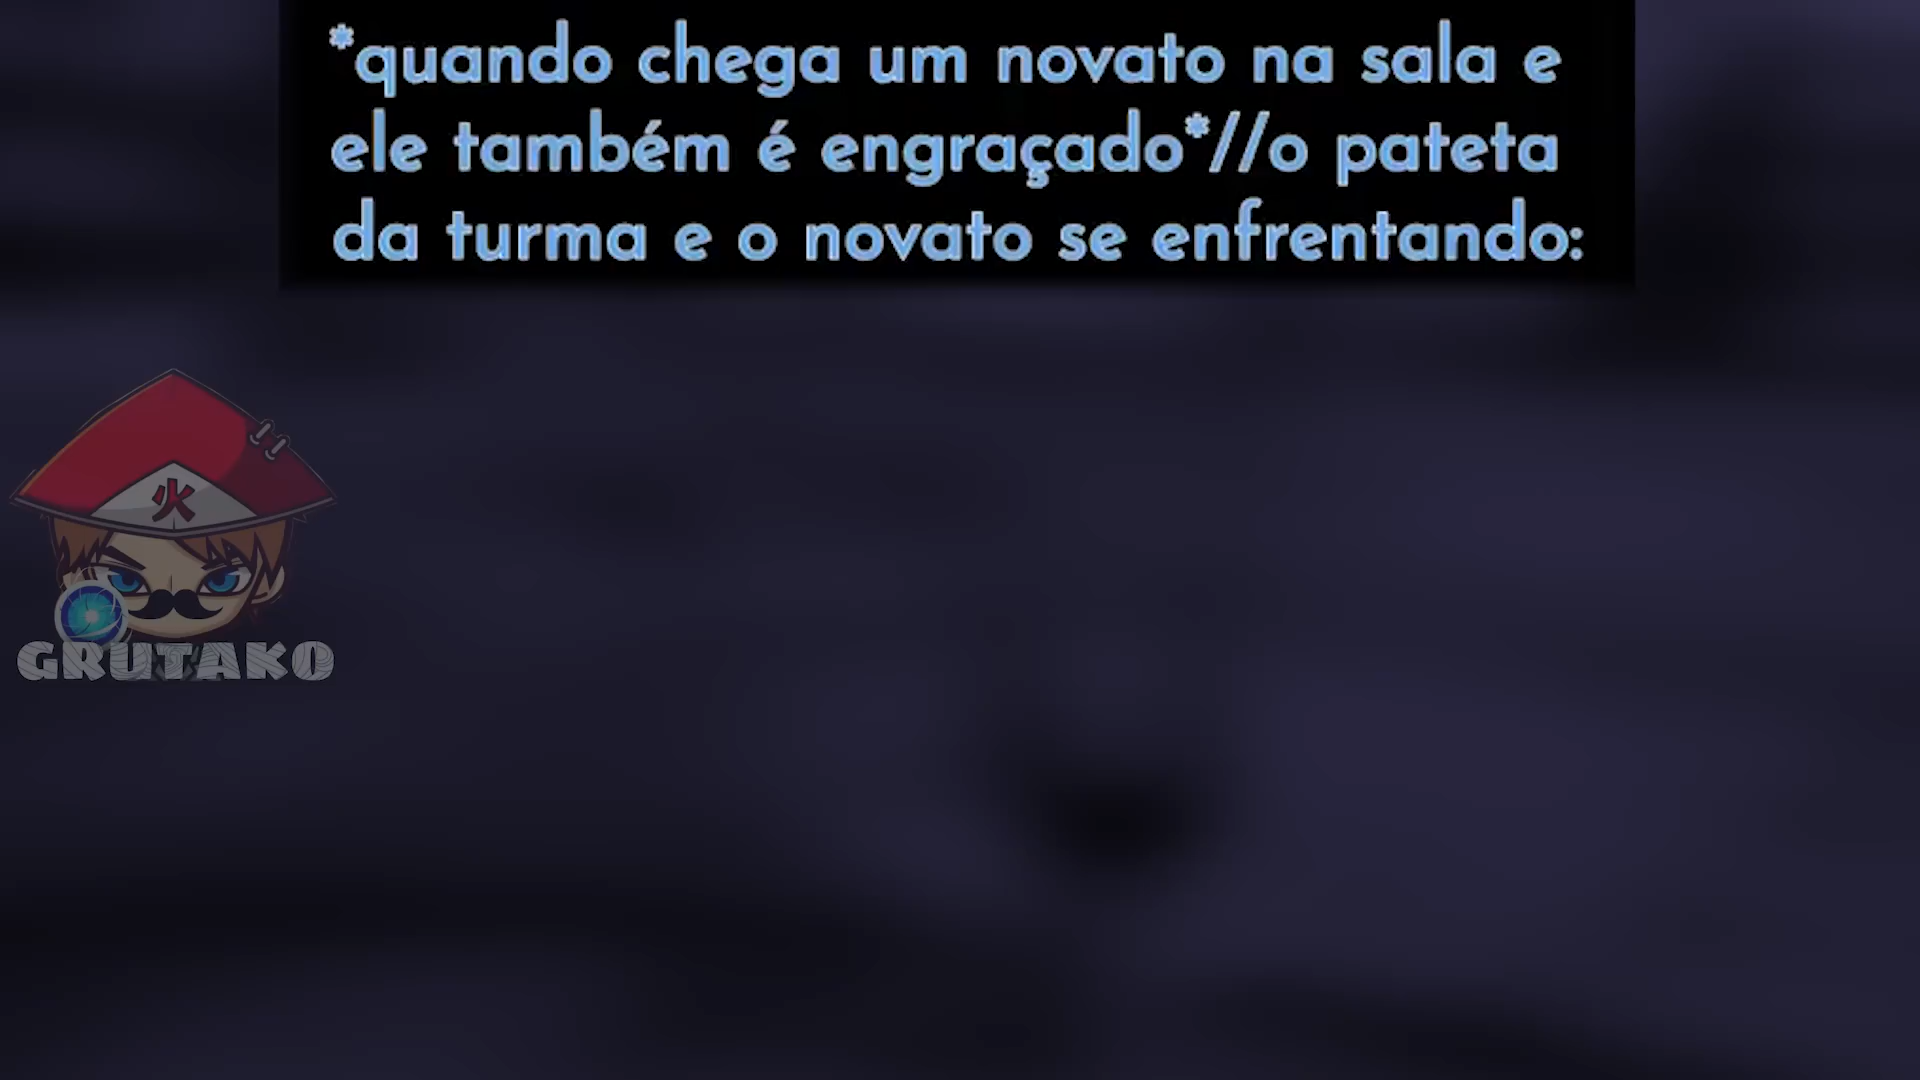 *quando chega um novato na sala e
ele também é engraçado*//o pateta
da turma e o novato se enfrentando:
火
GRUTAKO